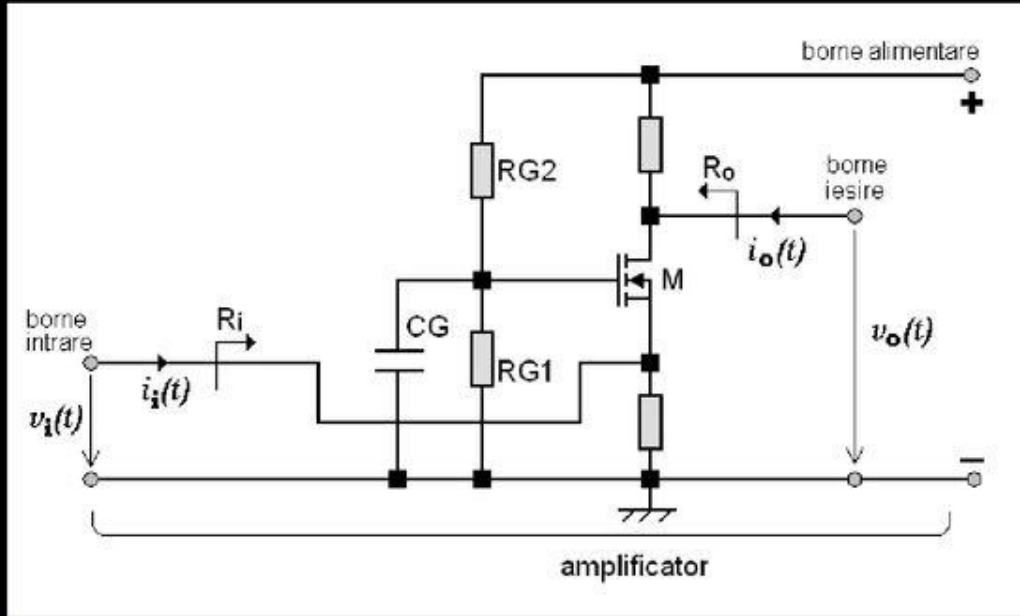 borne alimentare
+
RG2
Ro
borne
iesire
io(t)
M
borne
intrare
Ri
CG
RG1
vo(t)
ii(t)
vi(t)
−
amplificator